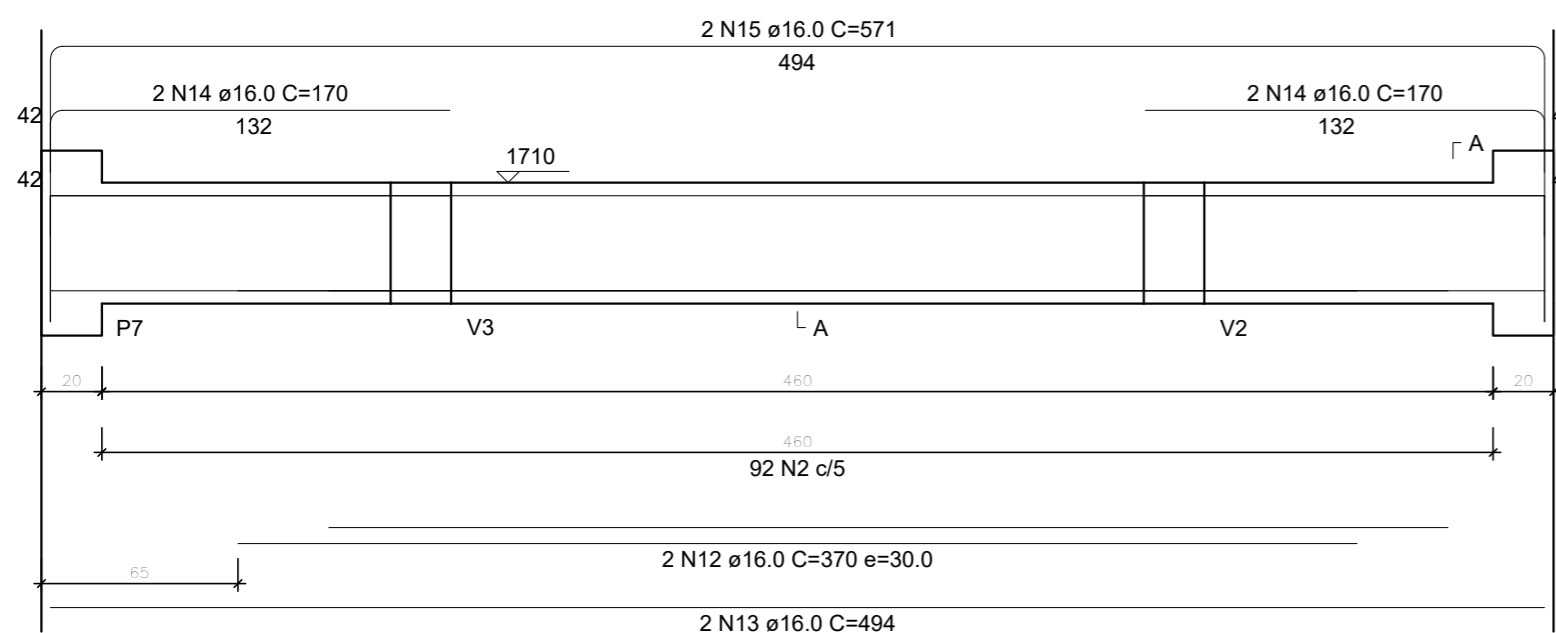 2 N15 ø16.0 C=571
494
2 N14 ø16.0 C=170
2 N14 ø16.0 C=170
42
132
132
A
1710
42
P7
V3
A
V2
20
460
20
460
92 N2 c/5
2 N12 ø16.0 C=370 e=30.0
65
2 N13 ø16.0 C=494